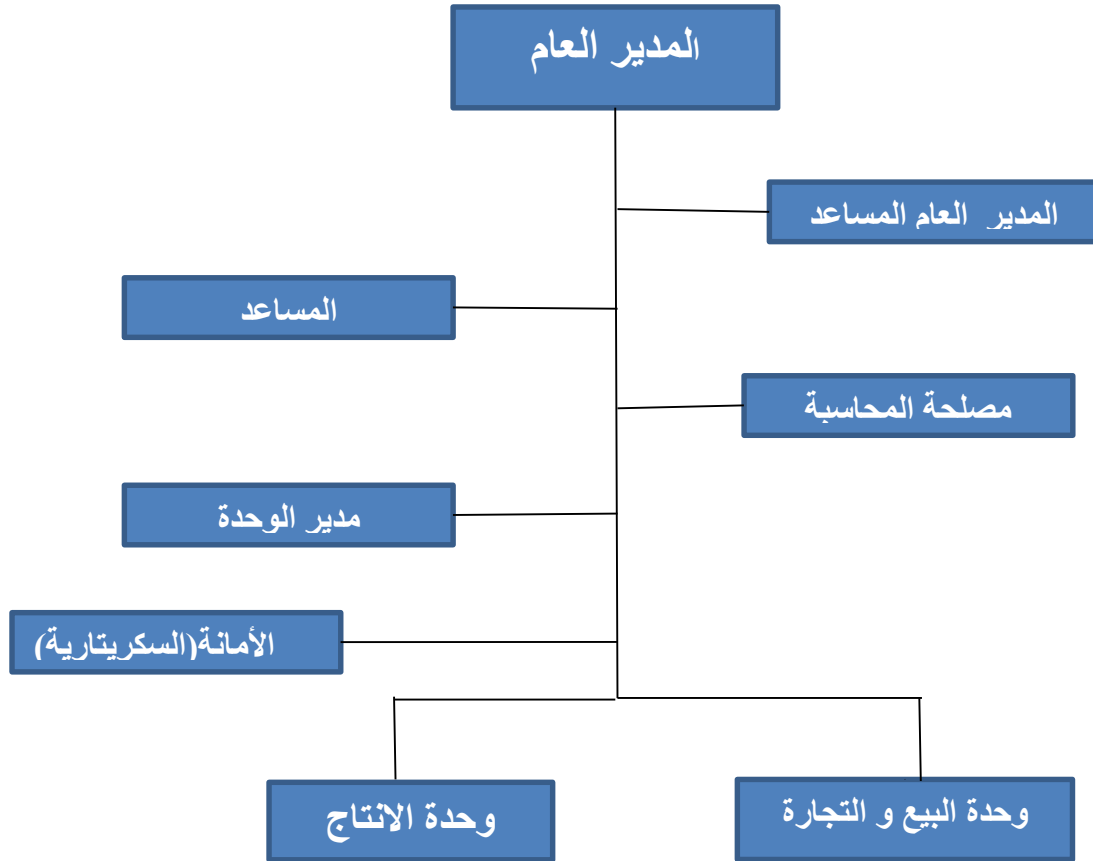 المدير العام
المدير العام المساعد
المساعد
مصلحة المحاسبة
مدير الوحدة
الأمانة(السكريتارية)
وحدة البيع و التجارة
وحدة الانتاج